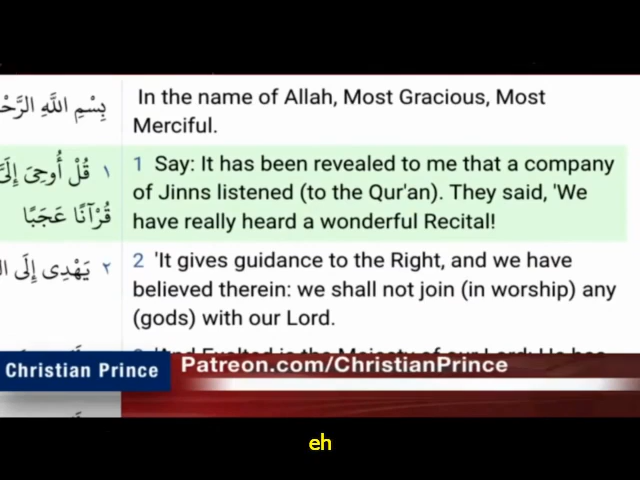 بِسْمِ اللَّهِ
In the name of Allah, Most Gracious, Most
Merciful.
١ قُلْ أُوحِىَ إِلَىَّ
1 Say: It has been revealed to me that a company
of Jinns listened (to the Qur'an). They said, 'We
قُرْآنًا عَجَبًا
have really heard a wonderful Recital!
٢ يَهْدِى إِلَى
2 'It gives guidance to the Right, and we have
believed therein: we shall not join (in worship) any
(gods) with our Lord.
Christian Prince
Patreon.com/ChristianPrince
eh